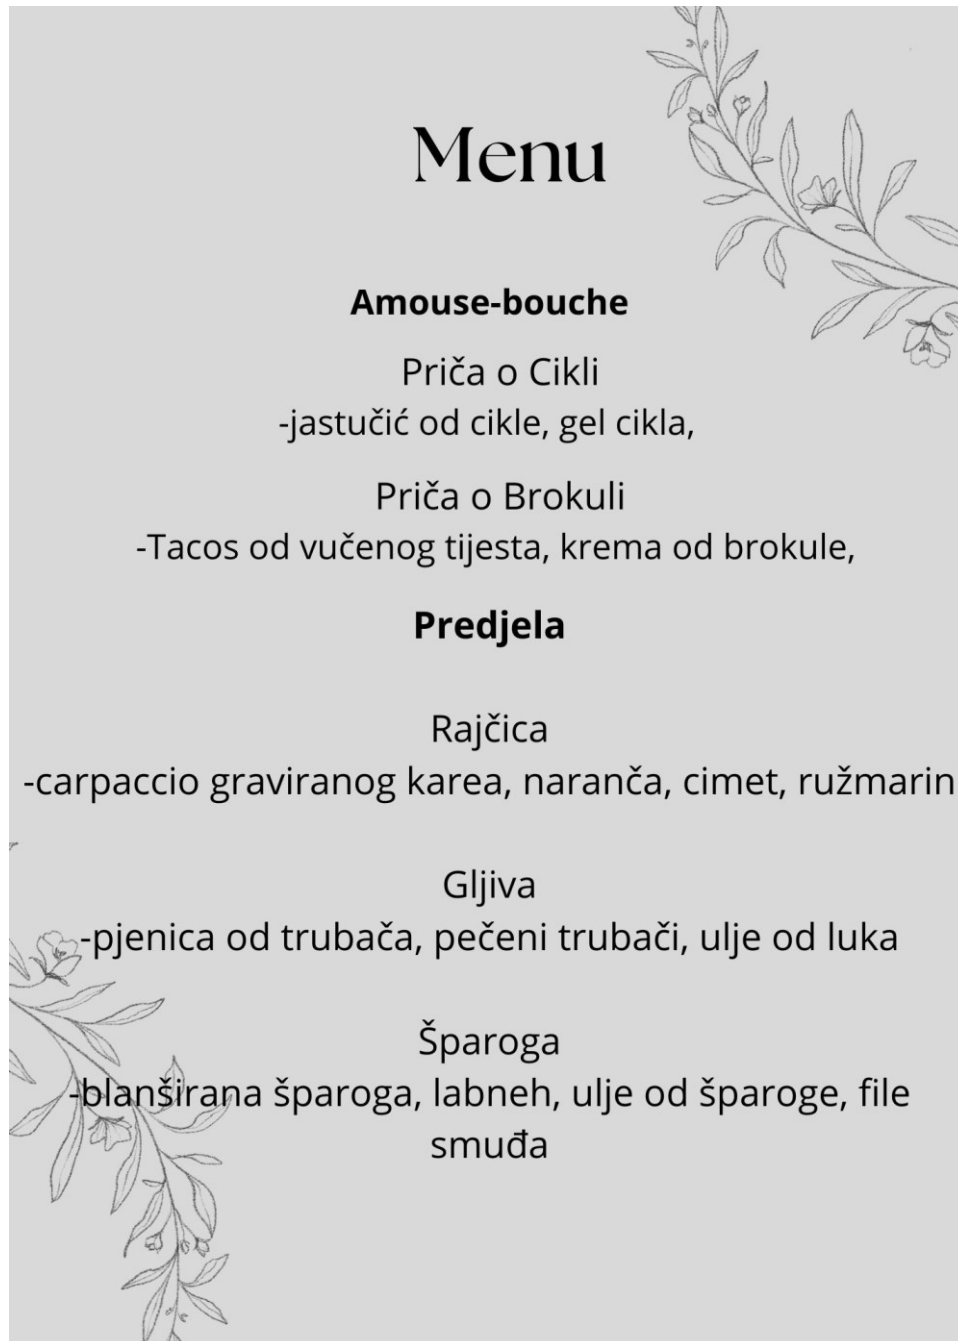 Menu
Amouse-bouche
Priča o Cikli
-jastučić od cikle, gel cikla,
Priča o Brokuli
-Tacos od vučenog tijesta, krema od brokule,
Predjela
Rajčica
-carpaccio graviranog karea, naranča, cimet, ružmarin
Gljiva
-pjenica od trubača, pečeni trubači, ulje od luka
Šparoga
-blanširana šparoga, labneh, ulje od šparoge, file
smuđa